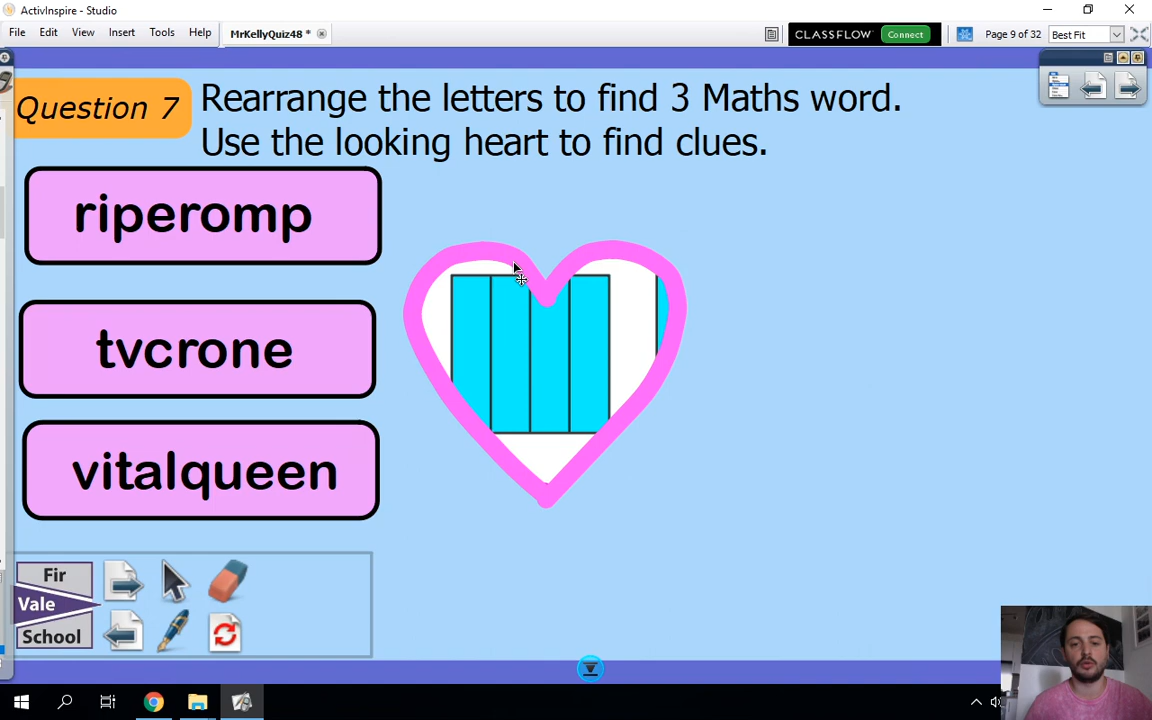 ActivInspire - Studio
File Edit View Insert Tools Help MrKellyQuiz48 * CLASSFLOW Connect Page 9 of 32 Best Fit
Question 7
Rearrange the letters to find 3 Maths word.
Use the looking heart to find clues.
riperomp
tvcrone
vitalqueen
Fir
Vale
School